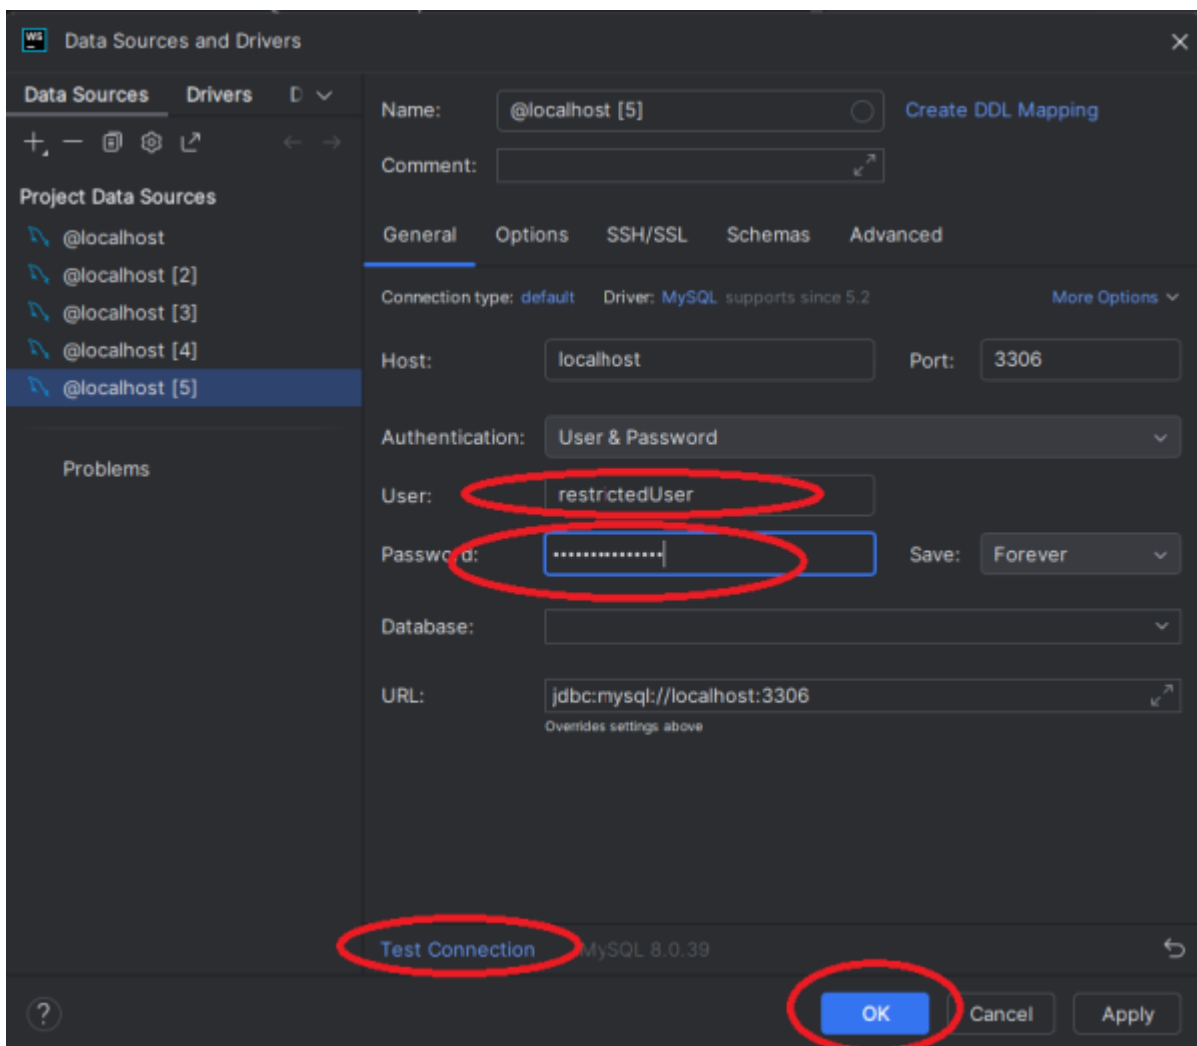 WS
Data Sources and Drivers
Data Sources Drivers D
Project Data Sources
@localhost
@localhost [2]
@localhost [3]
@localhost [4]
@localhost [5]
Problems
Name: @localhost [5] Create DDL Mapping
Comment:
General Options SSH/SSL Schemas Advanced
Connection type: default Driver: MySQL supports since 5.2 More Options
Host: localhost Port: 3306
Authentication: User & Password
User: restrictedUser
Password: ••••••••••••••• Save: Forever
Database:
URL: jdbc:mysql://localhost:3306
Overrides settings above
Test Connection MySQL 8.0.39
? OK Cancel Apply